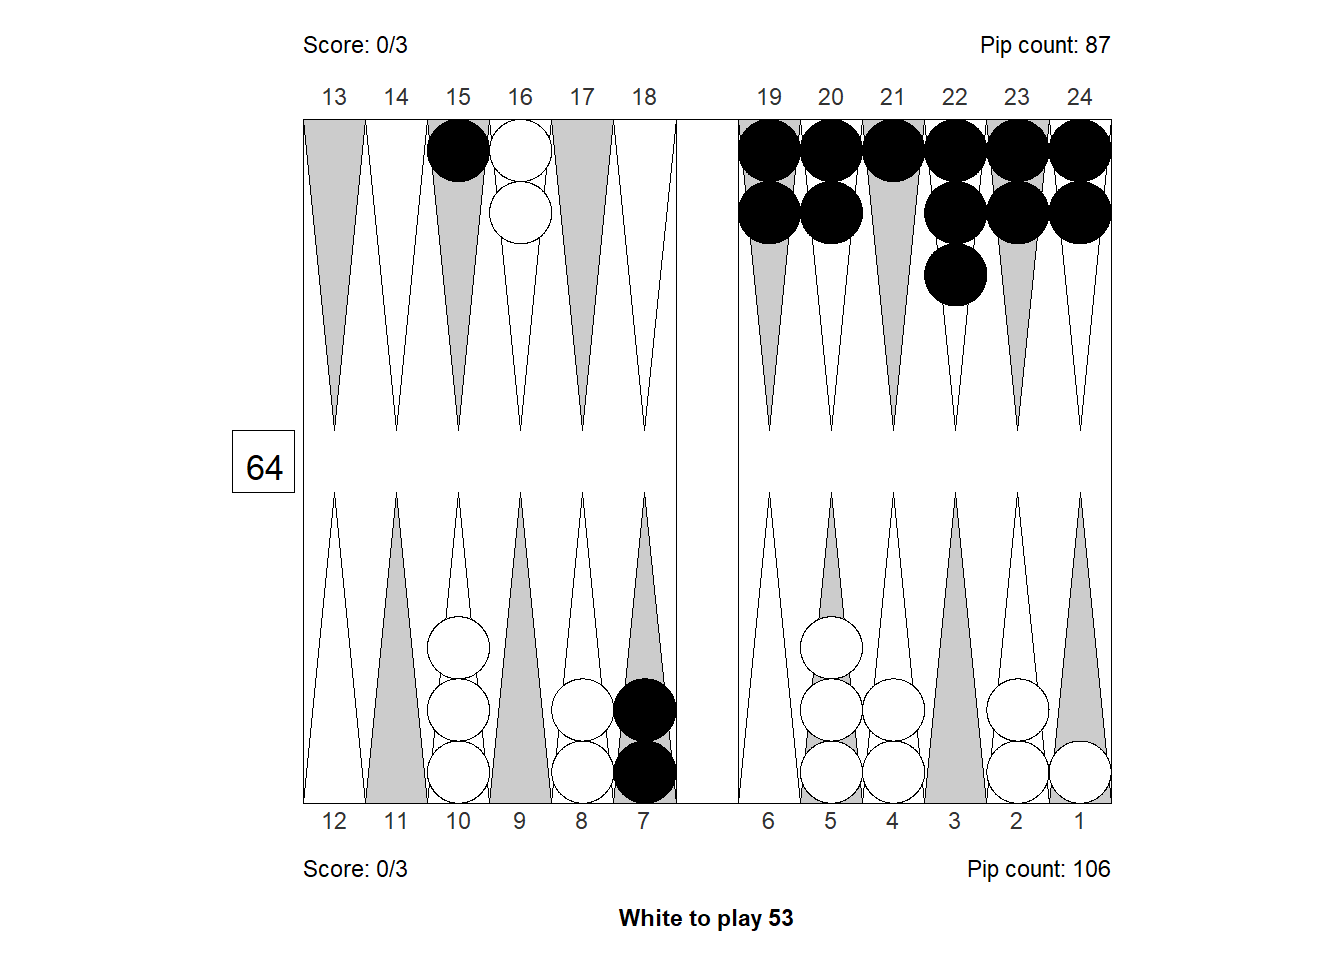 Score: 0/3 Pip count: 87
13 14 15 16 17 18 19 20 21 22 23 24
64
12 11 10 9 8 7 6 5 4 3 2 1
Score: 0/3 Pip count: 106
White to play 53